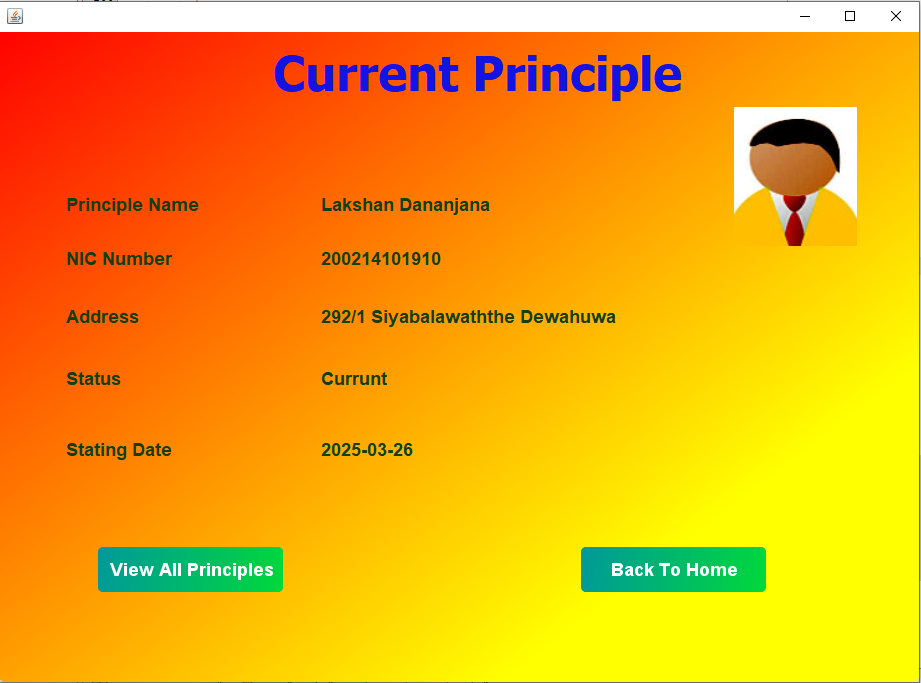 Current Principle
Principle Name Lakshan Dananjana
NIC Number 200214101910
Address 292/1 Siyabalawaththe Dewahuwa
Status Currunt
Stating Date 2025-03-26
View All Principles Back To Home